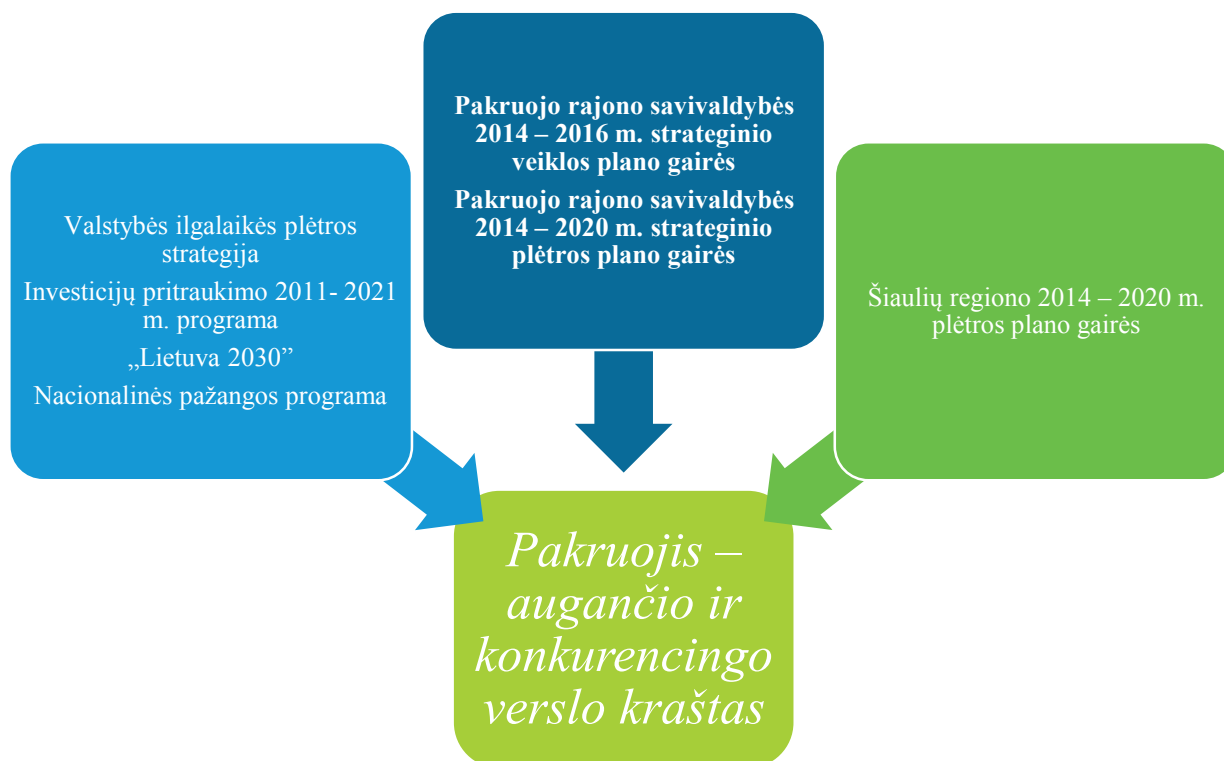 Valstybės ilgalaikės plėtros
strategija
Investicijų pritraukimo 2011- 2021
m. programa
„Lietuva 2030”
Nacionalinės pažangos programa
Pakruojo rajono savivaldybės
2014 – 2016 m. strateginio
veiklos plano gairės
Pakruojo rajono savivaldybės
2014 – 2020 m. strateginio
plėtros plano gairės
Šiaulių regiono 2014 – 2020 m.
plėtros plano gairės
Pakruojis –
augančio ir
konkurencingo
verslo kraštas